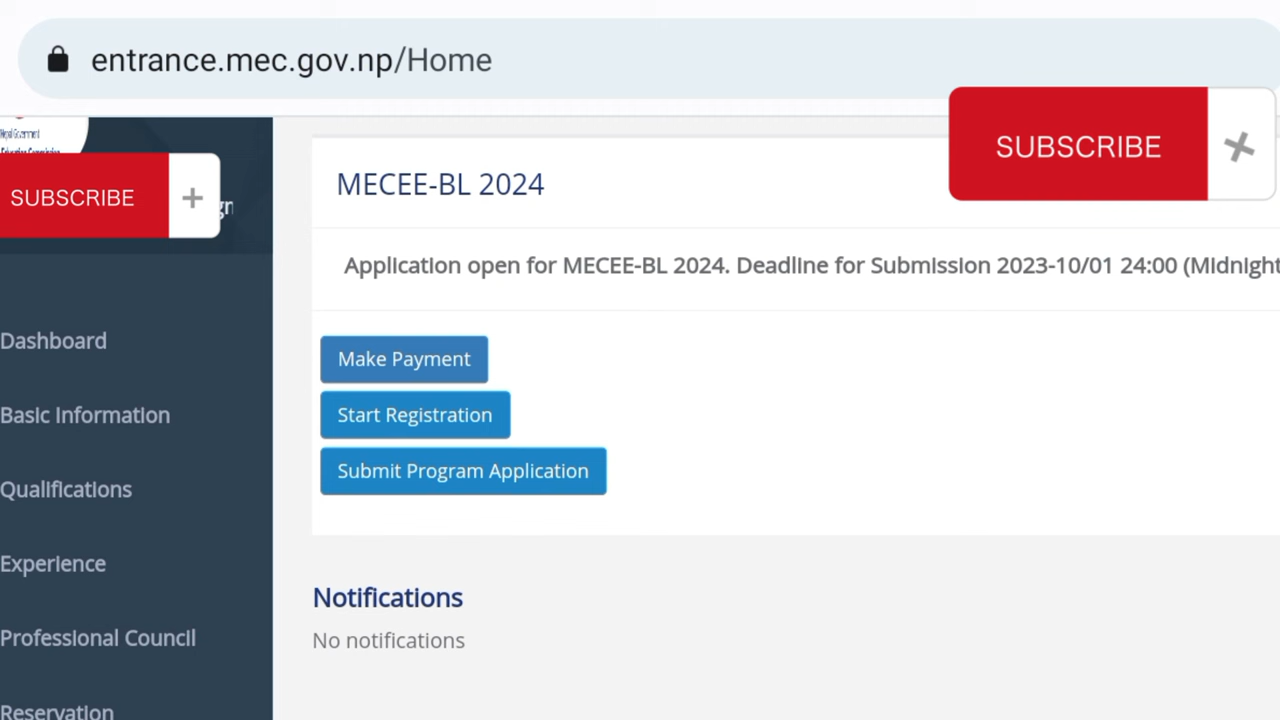 entrance.mec.gov.np/Home
SUBSCRIBE
MECEE-BL 2024
SUBSCRIBE
Application open for MECEE-BL 2024. Deadline for Submission 2023-10/01 24:00 (Midnight
Dashboard
Make Payment
Basic Information
Start Registration
Submit Program Application
Qualifications
Experience
Notifications
Professional Council
No notifications
Reservation